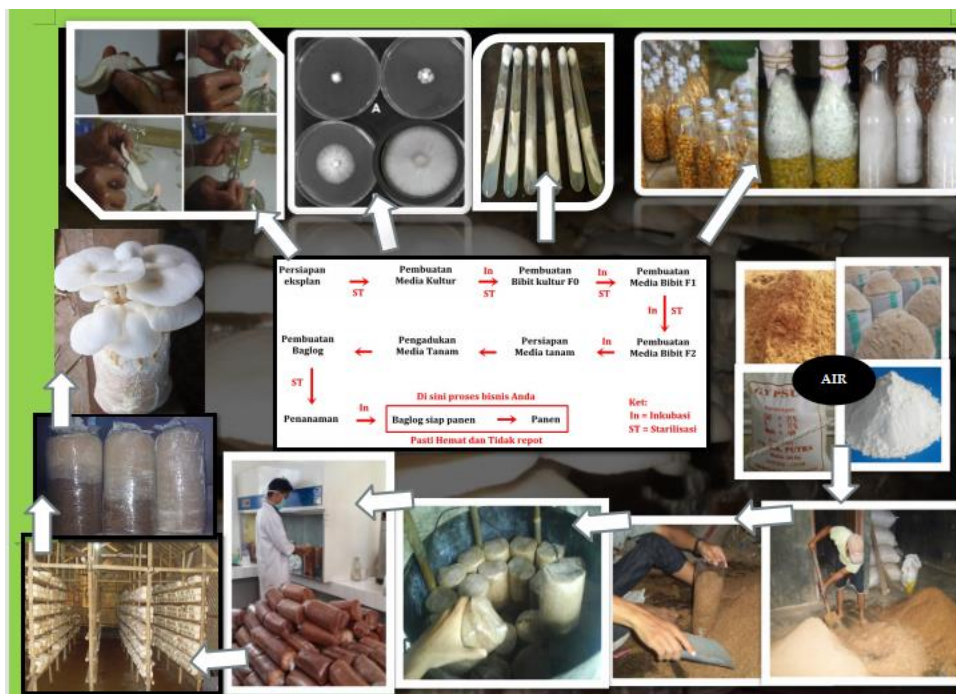 A
A
Persiapan eksplan
ST
Pembuatan Media Kultur
In
ST
Pembuatan Bibit kultur F0
In
ST
Pembuatan Media Bibit F1
In
ST
Pembuatan Media Bibit F2
In
Persiapan Media tanam
Pengadukan Media Tanam
Pembuatan Baglog
ST
Penanaman
In
Di sini proses bisnis Anda
Baglog siap panen
Panen
Pasti Hemat dan Tidak repot
Ket:
In = Inkubasi
ST = Starilisasi
AIR
PUTRA